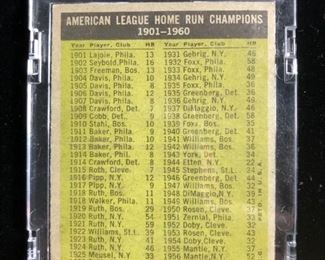 AMERICAN LEAGUE HOME RUN CHAMPIONS
1901-1960
Year Player, Club HR
1901 Lajoie, Phila. 13
1902 Seybold, Phila. 16
1903 Freeman, Bos. 13
1904 Davis, Phila. 10
1905 Davis, Phila. 8
1906 Davis, Phila. 12
1907 Davis, Phila. 8
1908 Crawford, Det. 7
1909 Cobb, Det. 9
1910 Stahl, Bos. 10
1911 Baker, Phila. 9
1912 Baker, Phila. 10
1913 Baker, Phila. 12
1914 Baker, Phila. 8
1914 Crawford, Det. 8
1915 Roth, Cleve. 7
1916 Pipp, N.Y. 12
1917 Pipp, N.Y. 9
1918 Ruth, Bos. 11
1918 Walker, Phila. 11
1919 Ruth, Bos. 29
1920 Ruth, N.Y. 54
1921 Ruth, N.Y. 59
1922 Williams, St.L. 39
1923 Ruth, N.Y. 41
1924 Ruth, N.Y. 46
1925 Meusel, N.Y. 33
Year Player, Club HR
1931 Gehrig, N.Y. 46
1932 Foxx, Phila. 58
1933 Foxx, Phila. 48
1934 Gehrig, N.Y. 49
1935 Foxx, Phila. 36
1935 Greenberg, Det. 36
1936 Gehrig, N.Y. 49
1937 DiMaggio, N.Y. 46
1938 Greenberg, Det. 58
1939 Foxx, Bos. 35
1940 Greenberg, Det. 41
1941 Williams, Bos. 37
1942 Williams, Bos. 36
1943 York, Det. 34
1944 Etten, N.Y. 22
1945 Stephens, St.L. 24
1946 Greenberg, Det. 44
1947 Williams, Bos. 32
1948 DiMaggio, N.Y. 39
1949 Williams, Bos. 43
1950 Rosen, Cleve. 37
1951 Zernial, Phila. 33
1952 Doby, Cleve. 32
1953 Rosen, Cleve. 43
1954 Doby, Cleve. 32
1955 Mantle, N.Y. 37
1956 Mantle, N.Y. 52
PRTD. IN U.S.A.